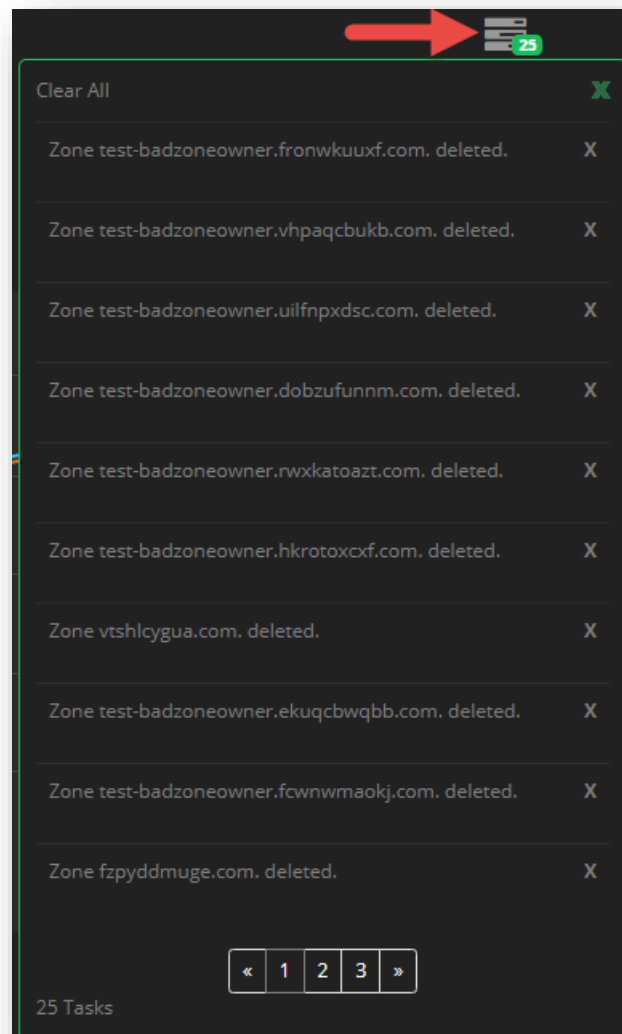 25
Clear All X
Zone test-badzoneowner.fronwkuuxf.com. deleted. X
Zone test-badzoneowner.vhpaqcbukb.com. deleted. X
Zone test-badzoneowner.uilfnpxdsc.com. deleted. X
Zone test-badzoneowner.dobzufunnm.com. deleted. X
Zone test-badzoneowner.rwxkatoazt.com. deleted. X
Zone test-badzoneowner.hkrotoxcxf.com. deleted. X
Zone vtshlcygua.com. deleted. X
Zone test-badzoneowner.ekuqcbwqbb.com. deleted. X
Zone test-badzoneowner.fcwnwmaokj.com. deleted. X
Zone fzpyddmuge.com. deleted. X
« 1 2 3 »
25 Tasks